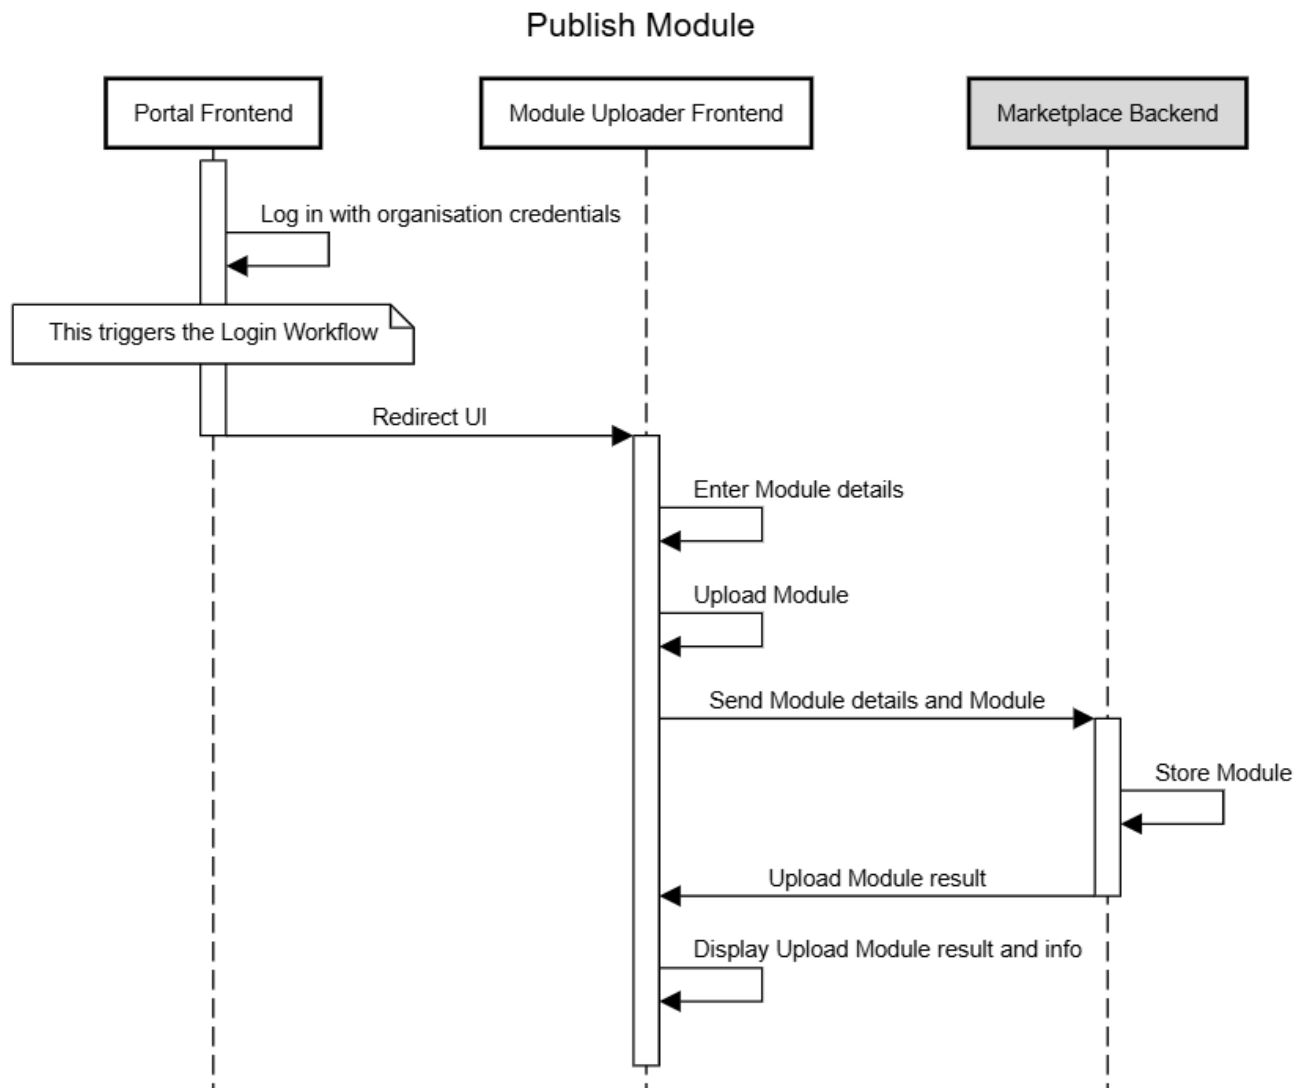 Publish Module
Portal Frontend
Module Uploader Frontend
Marketplace Backend
Log in with organisation credentials
This triggers the Login Workflow
Redirect UI
Enter Module details
Upload Module
Send Module details and Module
Store Module
Upload Module result
Display Upload Module result and info